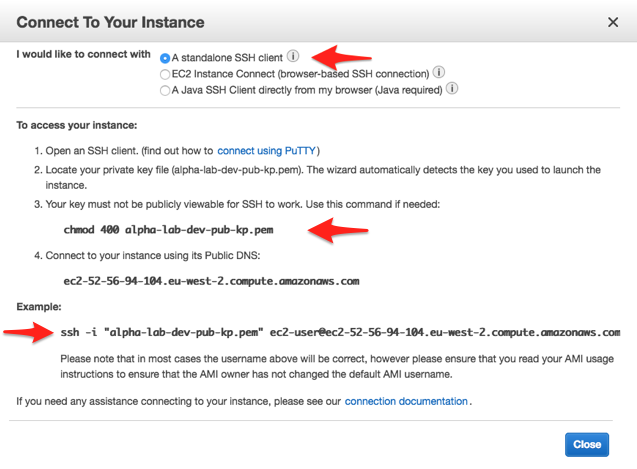 Connect To Your Instance
I would like to connect with
A standalone SSH client
EC2 Instance Connect (browser-based SSH connection)
A Java SSH Client directly from my browser (Java required)
To access your instance:
1. Open an SSH client. (find out how to connect using PuTTY)
2. Locate your private key file (alpha-lab-dev-pub-kp.pem). The wizard automatically detects the key you used to launch the
instance.
3. Your key must not be publicly viewable for SSH to work. Use this command if needed:
chmod 400 alpha-lab-dev-pub-kp.pem
4. Connect to your instance using its Public DNS:
ec2-52-56-94-104.eu-west-2.compute.amazonaws.com
Example:
ssh -i "alpha-lab-dev-pub-kp.pem" ec2-user@ec2-52-56-94-104.eu-west-2.compute.amazonaws.com
Please note that in most cases the username above will be correct, however please ensure that you read your AMI usage
instructions to ensure that the AMI owner has not changed the default AMI username.
If you need any assistance connecting to your instance, please see our connection documentation.
Close